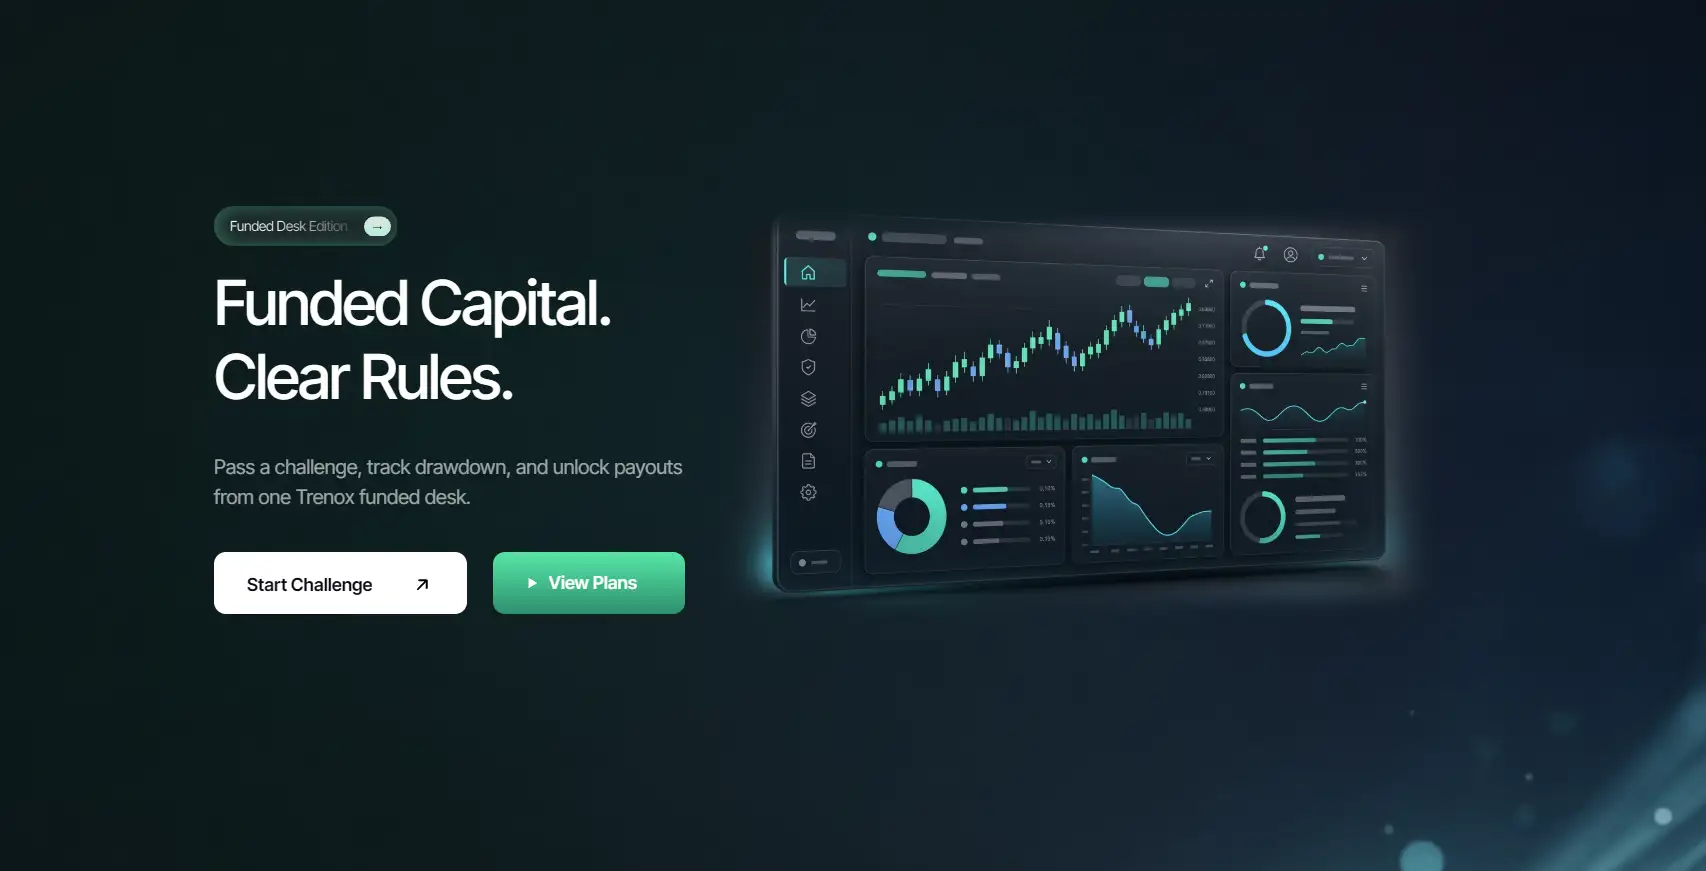 Funded Desk Edition →
Funded Capital.
Clear Rules.
Pass a challenge, track drawdown, and unlock payouts
from one Trenox funded desk.
Start Challenge
View Plans